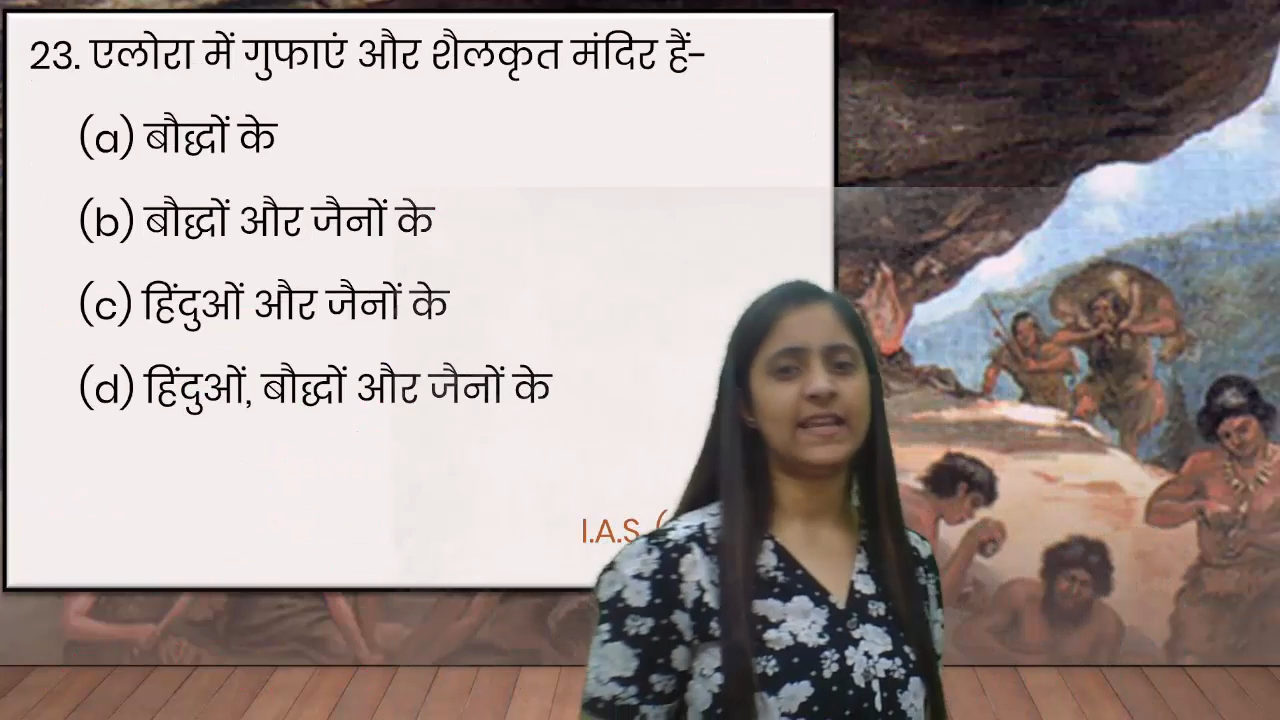 23. एलोरा में गुफाएं और शैलकृत मंदिर हैं-
(a) बौद्धों के
(b) बौद्धों और जैनों के
(c) हिंदुओं और जैनों के
(d) हिंदुओं, बौद्धों और जैनों के
I.A.S. (